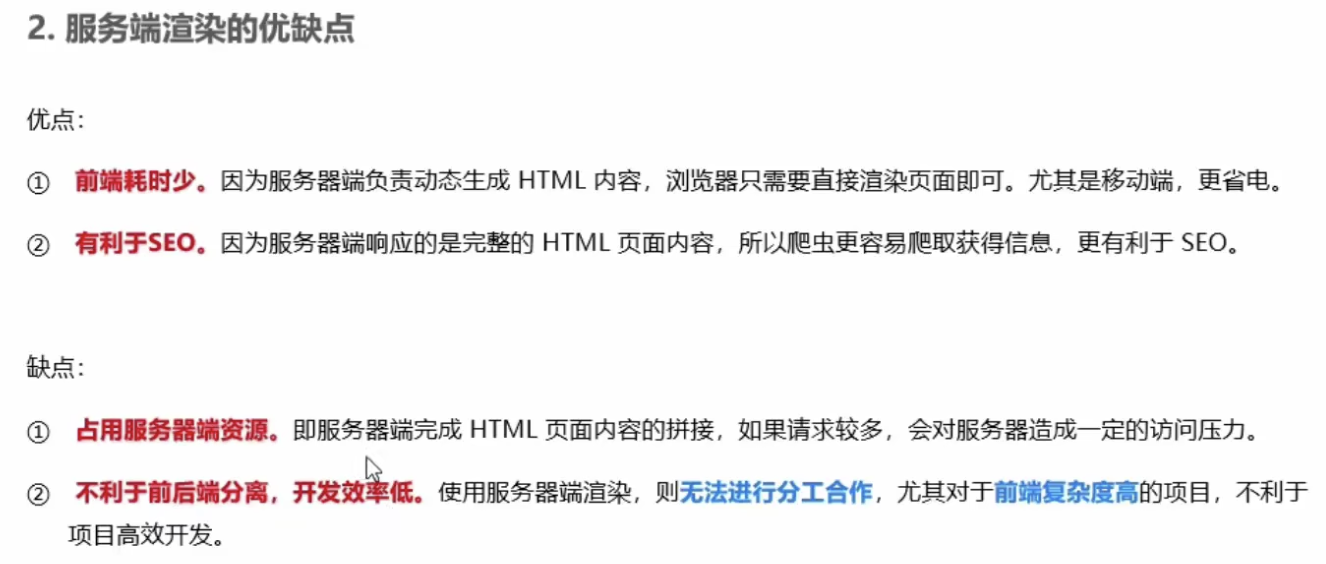 2. 服务端渲染的优缺点
优点：
① 前端耗时少。因为服务器端负责动态生成 HTML 内容，浏览器只需要直接渲染页面即可。尤其是移动端，更省电。
② 有利于SEO。因为服务器端响应的是完整的 HTML 页面内容，所以爬虫更容易爬取获得信息，更有利于 SEO。
缺点：
① 占用服务器端资源。即服务器端完成 HTML 页面内容的拼接，如果请求较多，会对服务器造成一定的访问压力。
② 不利于前后端分离，开发效率低。使用服务器端渲染，则无法进行分工合作，尤其对于前端复杂度高的项目，不利于
项目高效开发。